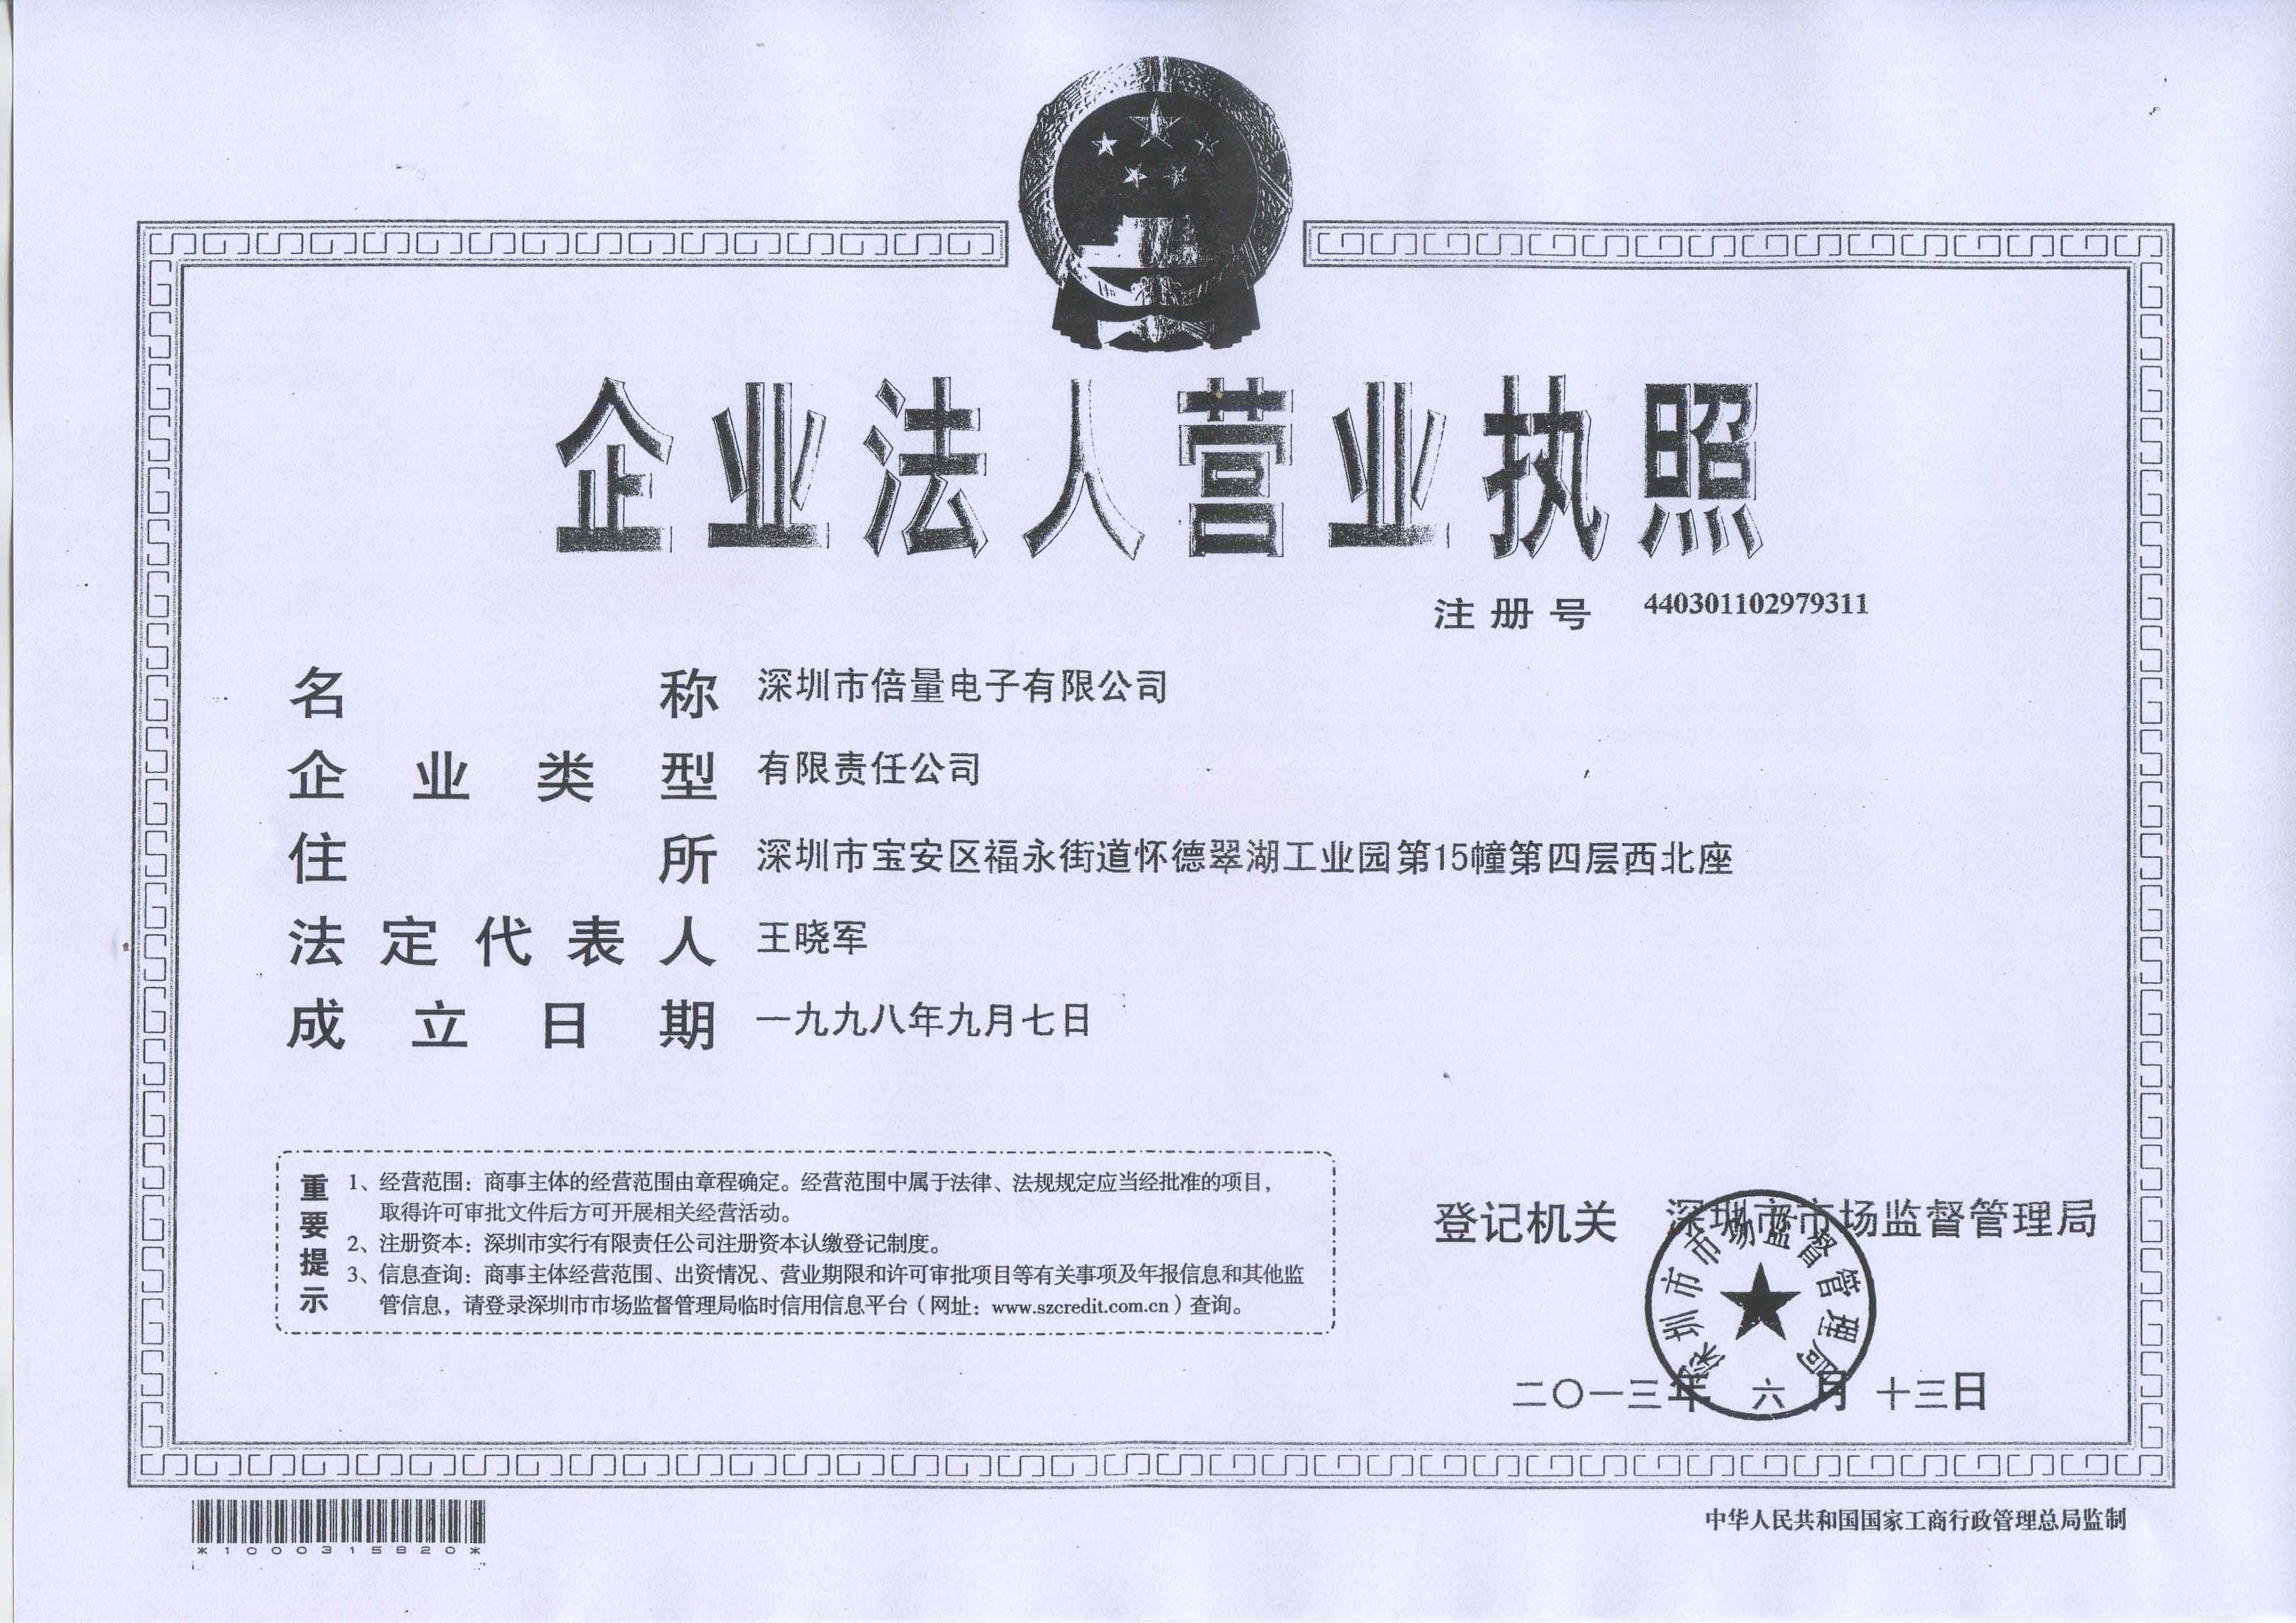 企业法人营业执照
注册号 440301102979311
名称 深圳市倍量电子有限公司
企业类型 有限责任公司
住所 深圳市宝安区福永街道怀德翠湖工业园第15幢第四层西北座
法定代表人 王晓军
成立日期 一九九八年九月七日
重要提示
1、经营范围：商事主体的经营范围由章程确定。经营范围中属于法律、法规规定应当经批准的项目，
取得许可审批文件后方可开展相关经营活动。
2、注册资本：深圳市实行有限责任公司注册资本认缴登记制度。
3、信息查询：商事主体经营范围、出资情况、营业期限和许可审批项目等有关事项及年报信息和其他监
管信息，请登录深圳市市场监督管理局临时信用信息平台（网址：www.szcredit.com.cn）查询。
登记机关 深圳市市场监督管理局
深圳市市场监督管理局
二〇一三年 六 月 十三日
*1000315820*
中华人民共和国国家工商行政管理总局监制